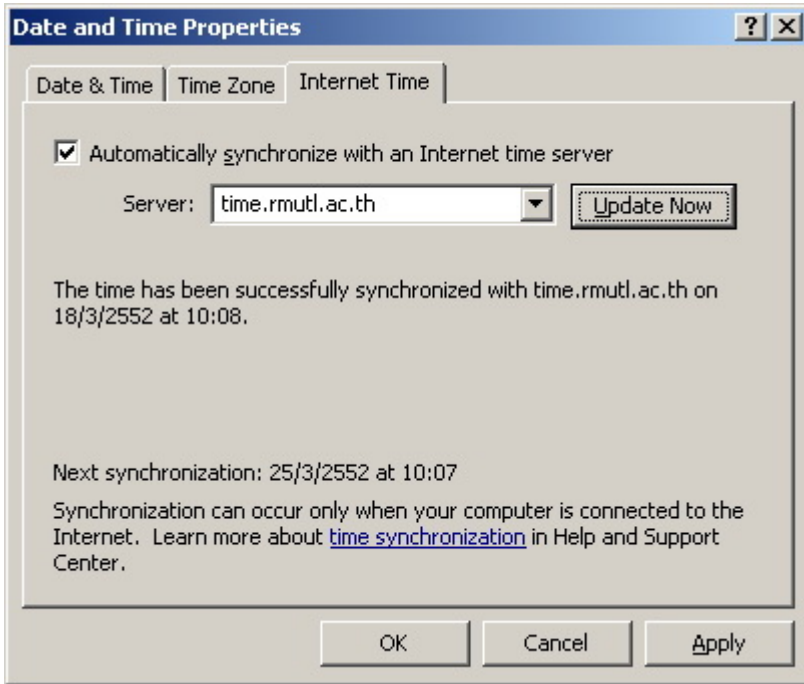 Date and Time Properties
Date & Time Time Zone Internet Time
Automatically synchronize with an Internet time server
Server: time.rmutl.ac.th Update Now
The time has been successfully synchronized with time.rmutl.ac.th on
18/3/2552 at 10:08.
Next synchronization: 25/3/2552 at 10:07
Synchronization can occur only when your computer is connected to the
Internet. Learn more about time synchronization in Help and Support
Center.
OK Cancel Apply